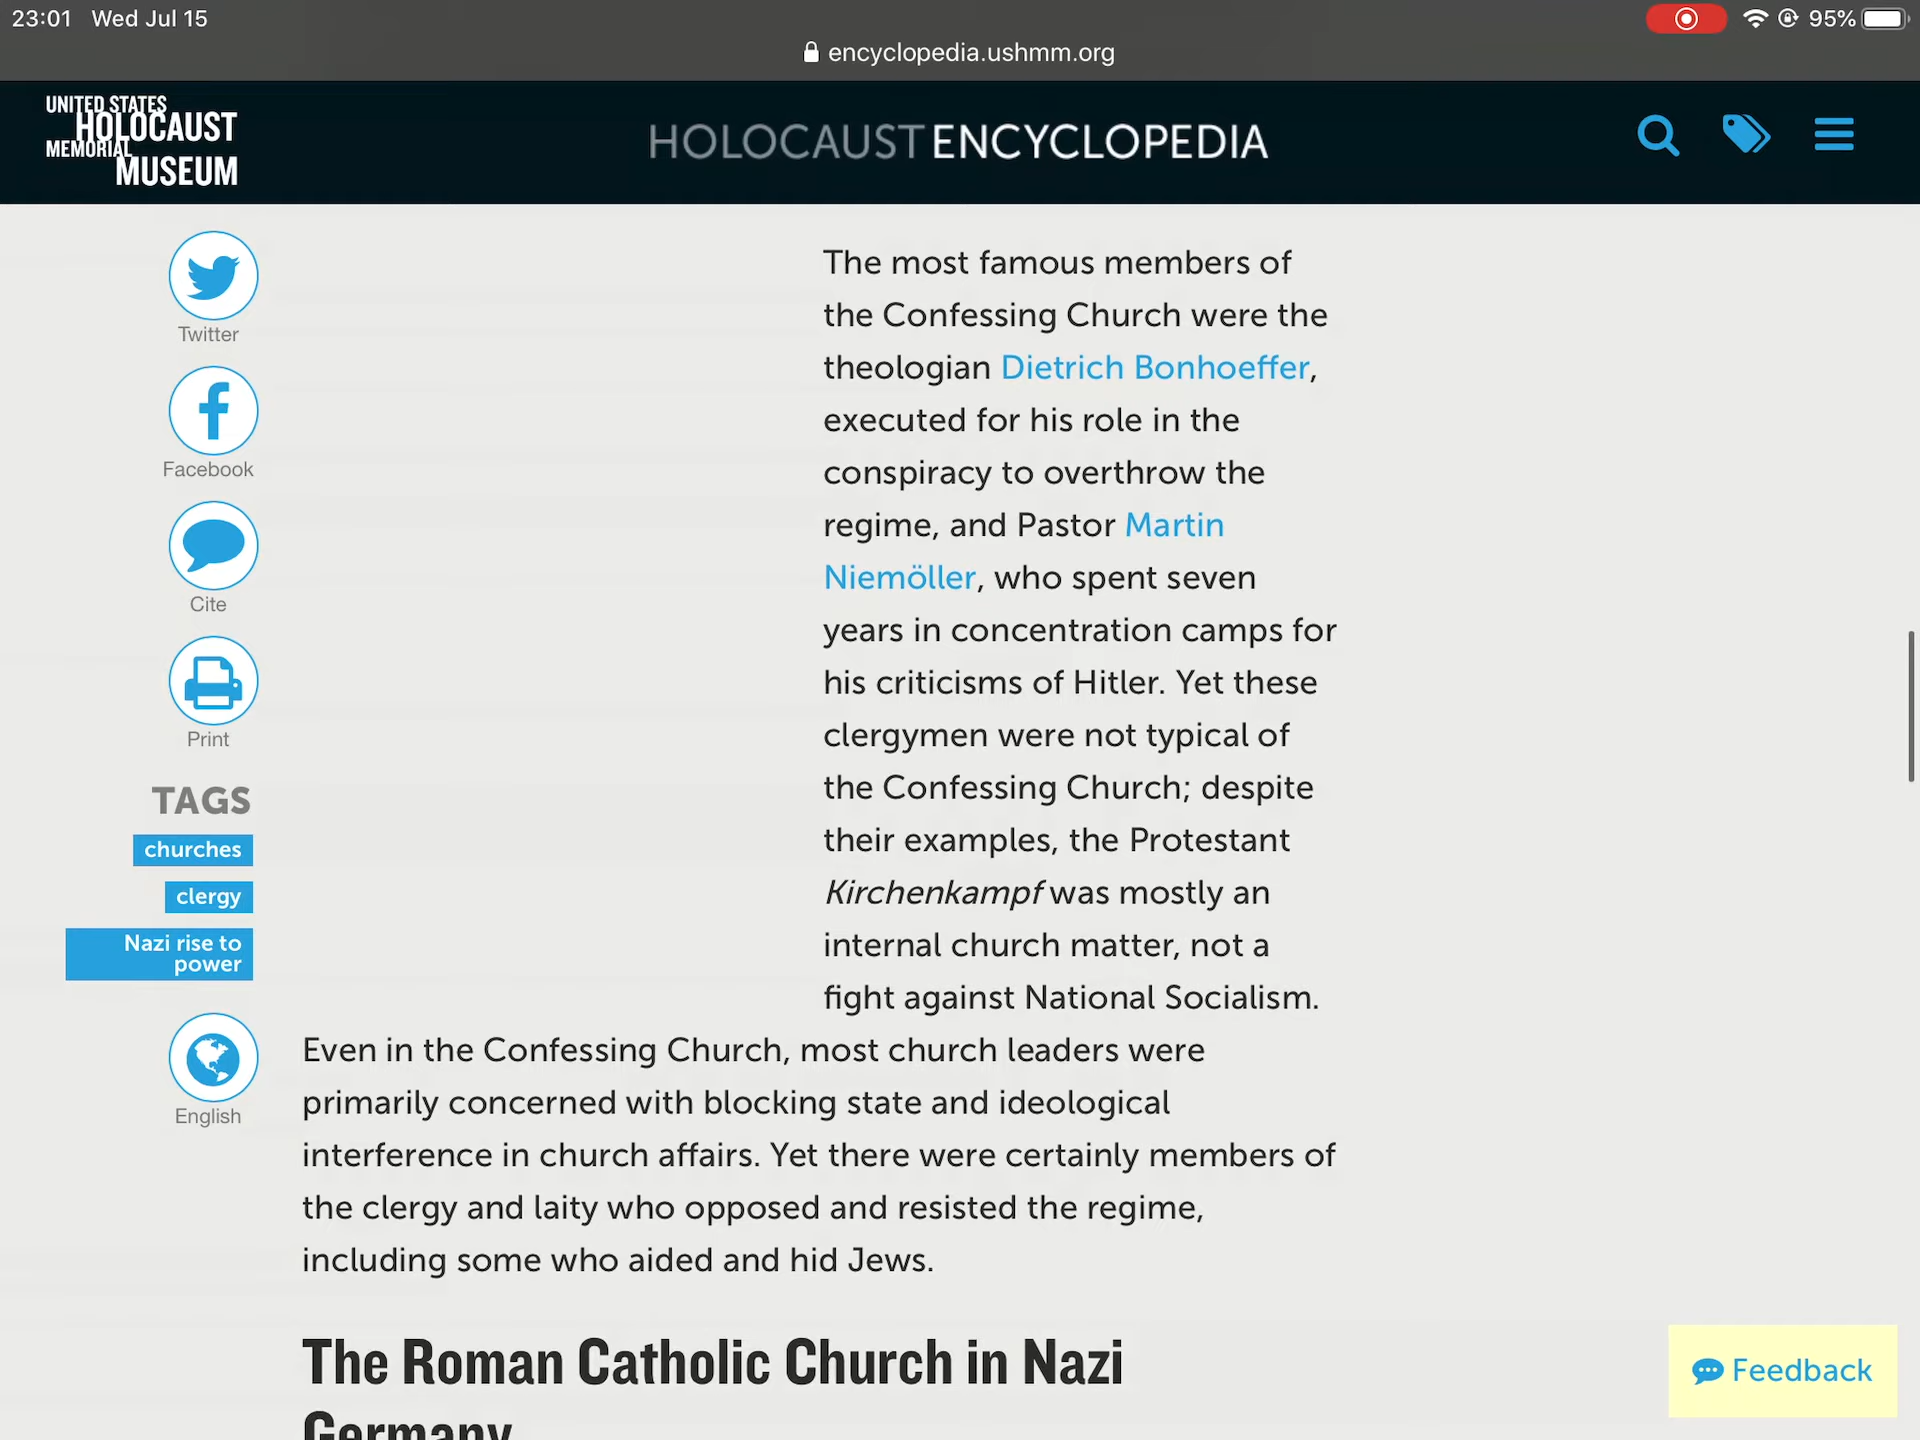 23:01 Wed Jul 15
95%
encyclopedia.ushmm.org
UNITED STATES
HOLOCAUST
MEMORIAL
MUSEUM
HOLOCAUST ENCYCLOPEDIA
Twitter
Facebook
Cite
Print
TAGS
churches
clergy
Nazi rise to
power
English
The most famous members of
the Confessing Church were the
theologian Dietrich Bonhoeffer,
executed for his role in the
conspiracy to overthrow the
regime, and Pastor Martin
Niemöller, who spent seven
years in concentration camps for
his criticisms of Hitler. Yet these
clergymen were not typical of
the Confessing Church; despite
their examples, the Protestant
Kirchenkampf was mostly an
internal church matter, not a
fight against National Socialism.
Even in the Confessing Church, most church leaders were
primarily concerned with blocking state and ideological
interference in church affairs. Yet there were certainly members of
the clergy and laity who opposed and resisted the regime,
including some who aided and hid Jews.
The Roman Catholic Church in Nazi
Germany
Feedback